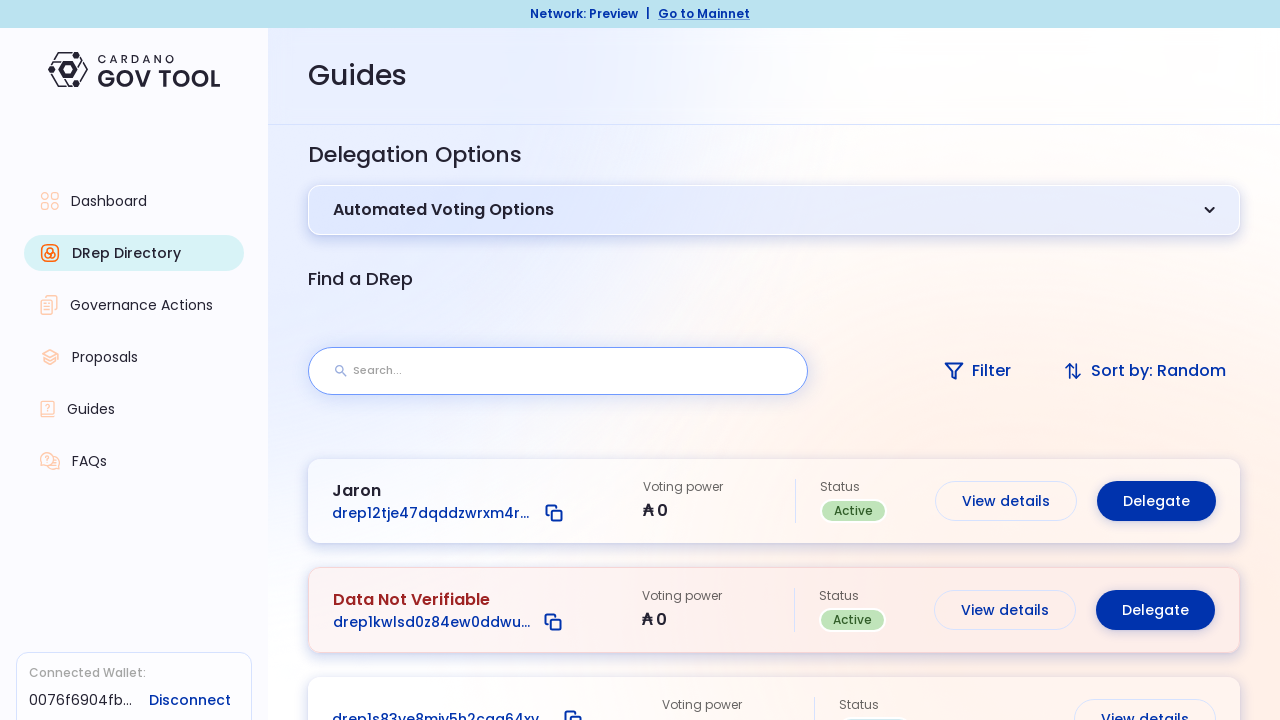 Network: Preview | Go to Mainnet
CARDANO
GOV TOOL
Dashboard
DRep Directory
Governance Actions
Proposals
Guides
FAQs
Connected Wallet:
0076f6904fb... Disconnect
Guides
Delegation Options
Automated Voting Options
Find a DRep
Search...
Filter
Sort by: Random
Jaron
drep12tje47dqddzwrxm4r...
Voting power
₳ 0
Status
Active
View details
Delegate
Data Not Verifiable
drep1kwlsd0z84ew0ddwu...
Voting power
₳ 0
Status
Active
View details
Delegate
Voting power
Status
View details